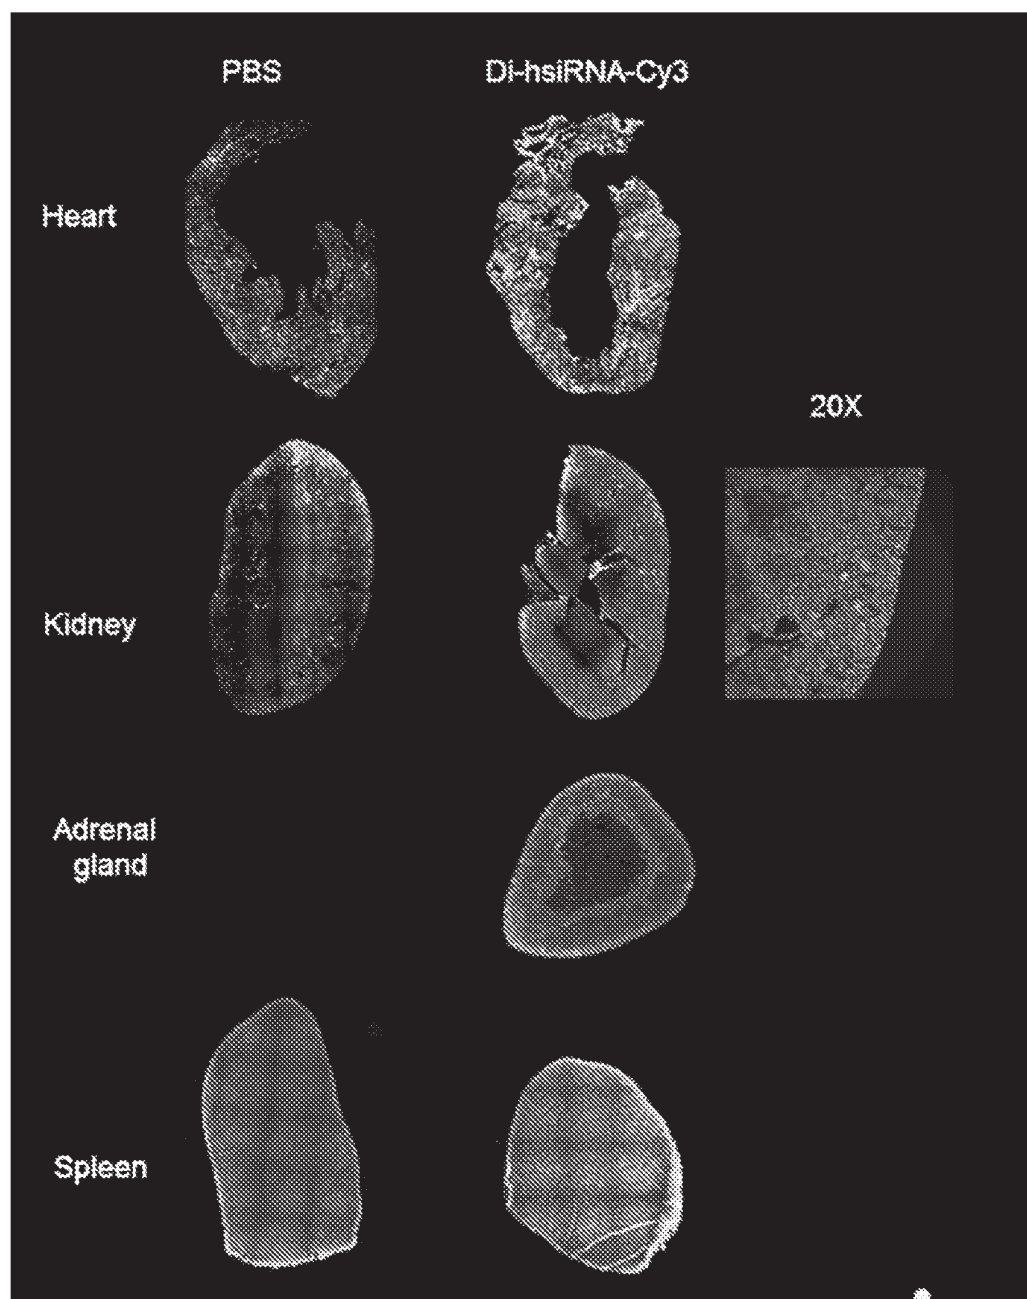 PBS
Di-hsiRNA-Cy3
Heart
20X
Kidney
Adrenal
gland
Spleen